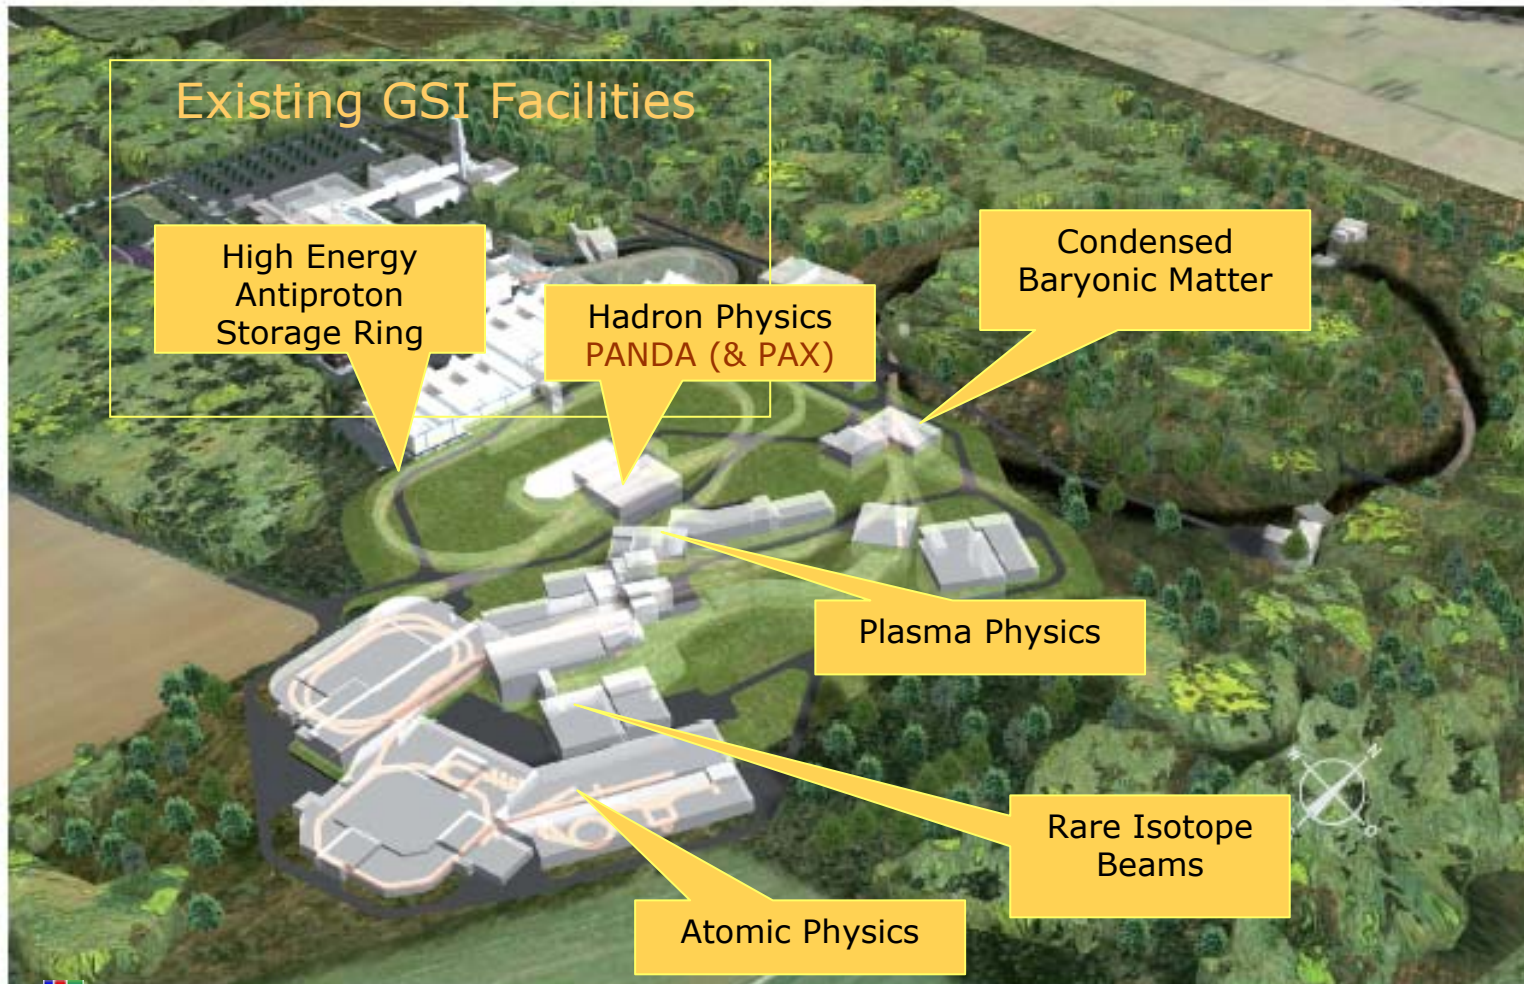 Existing GSI Facilities
High Energy
Antiproton
Storage Ring
Hadron Physics
PANDA (& PAX)
Condensed
Baryonic Matter
Plasma Physics
Rare Isotope
Beams
Atomic Physics